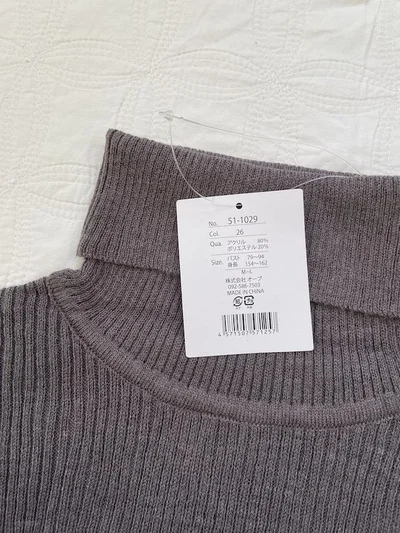 No. 51-1029
Col. 26
Qua. アクリル 80%
ポリエステル 20%
Size. バスト 79～94
身長 154～162
M~L
株式会社 オーブ
092-586-7503
MADE IN CHINA
4571507571257